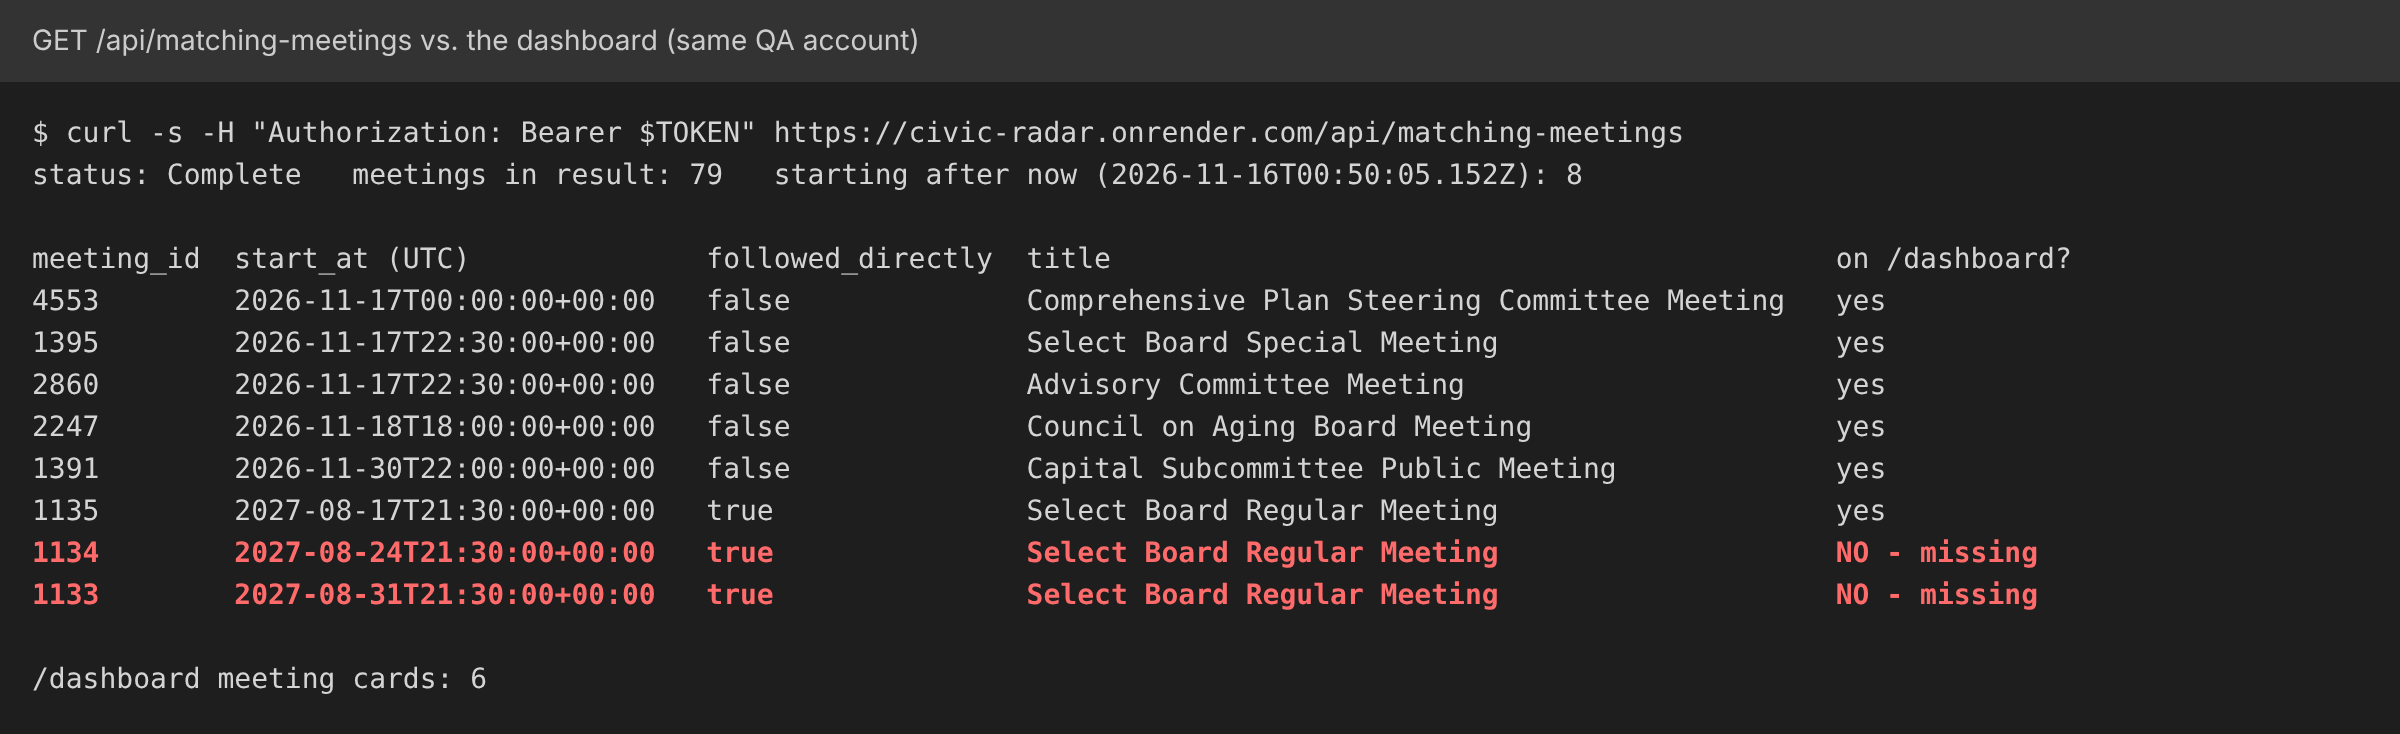 GET /api/matching-meetings vs. the dashboard (same QA account)
$ curl -s -H "Authorization: Bearer $TOKEN" https://civic-radar.onrender.com/api/matching-meetings
status: Complete   meetings in result: 79   starting after now (2026-11-16T00:50:05.152Z): 8
meeting_id  start_at (UTC)              followed_directly  title                                           on /dashboard?
4553        2026-11-17T00:00:00+00:00   false              Comprehensive Plan Steering Committee Meeting   yes
1395        2026-11-17T22:30:00+00:00   false              Select Board Special Meeting                    yes
2860        2026-11-17T22:30:00+00:00   false              Advisory Committee Meeting                      yes
2247        2026-11-18T18:00:00+00:00   false              Council on Aging Board Meeting                  yes
1391        2026-11-30T22:00:00+00:00   false              Capital Subcommittee Public Meeting             yes
1135        2027-08-17T21:30:00+00:00   true               Select Board Regular Meeting                    yes
1134        2027-08-24T21:30:00+00:00   true               Select Board Regular Meeting                    NO - missing
1133        2027-08-31T21:30:00+00:00   true               Select Board Regular Meeting                    NO - missing
/dashboard meeting cards: 6